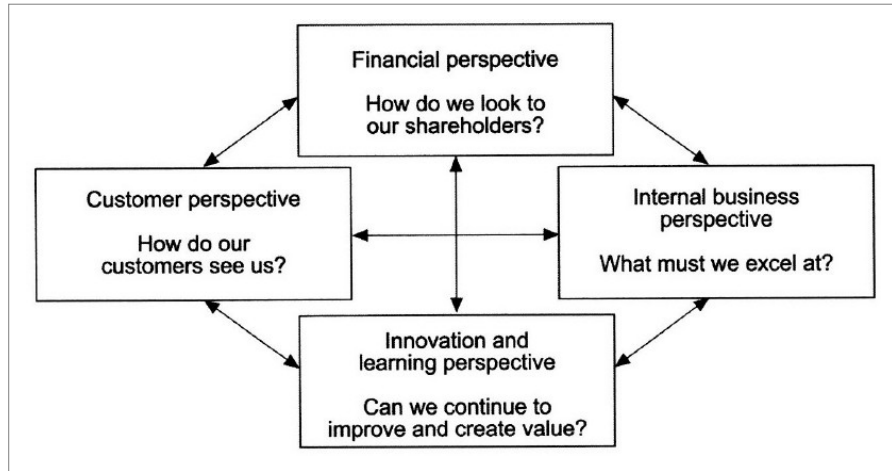 Financial perspective
How do we look to
our shareholders?
Customer perspective
How do our
customers see us?
Internal business
perspective
What must we excel at?
Innovation and
learning perspective
Can we continue to
improve and create value?